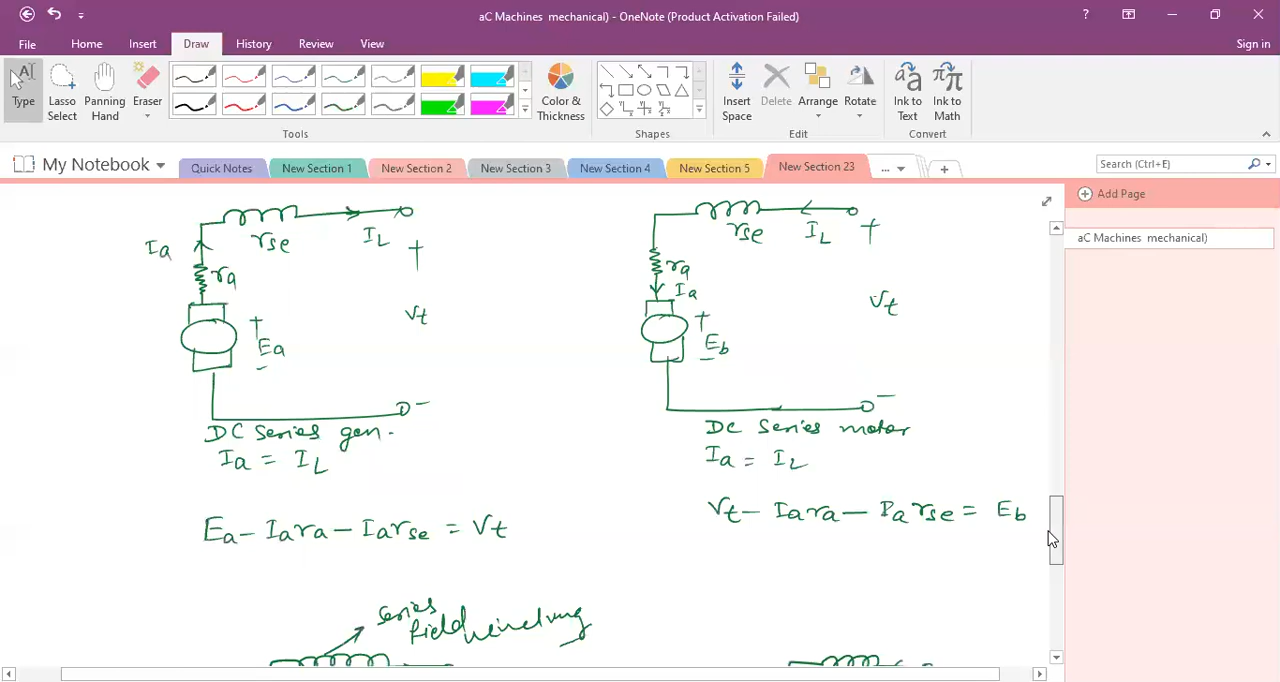 aC Machines  mechanical) - OneNote (Product Activation Failed)
?
File Home Insert Draw History Review View
Sign in
Type
Lasso Select
Panning Hand
Eraser
Color & Thickness
Insert Space
Delete
Arrange
Rotate
Ink to Text
Ink to Math
Tools
Shapes
Edit
Convert
My Notebook
Quick Notes
New Section 1
New Section 2
New Section 3
New Section 4
New Section 5
New Section 23
...
Search (Ctrl+E)
Add Page
aC Machines  mechanical)
Ia
rse
IL
+
ra
Vt
+
Ea
-
-
DC Series gen.
Ia = IL
Ea - Iara - Iarse = Vt
rse
IL
+
ra
Ia
Vt
+
Eb
-
-
DC Series motor
Ia = IL
Vt - Iara - Iarse = Eb
series
field winding